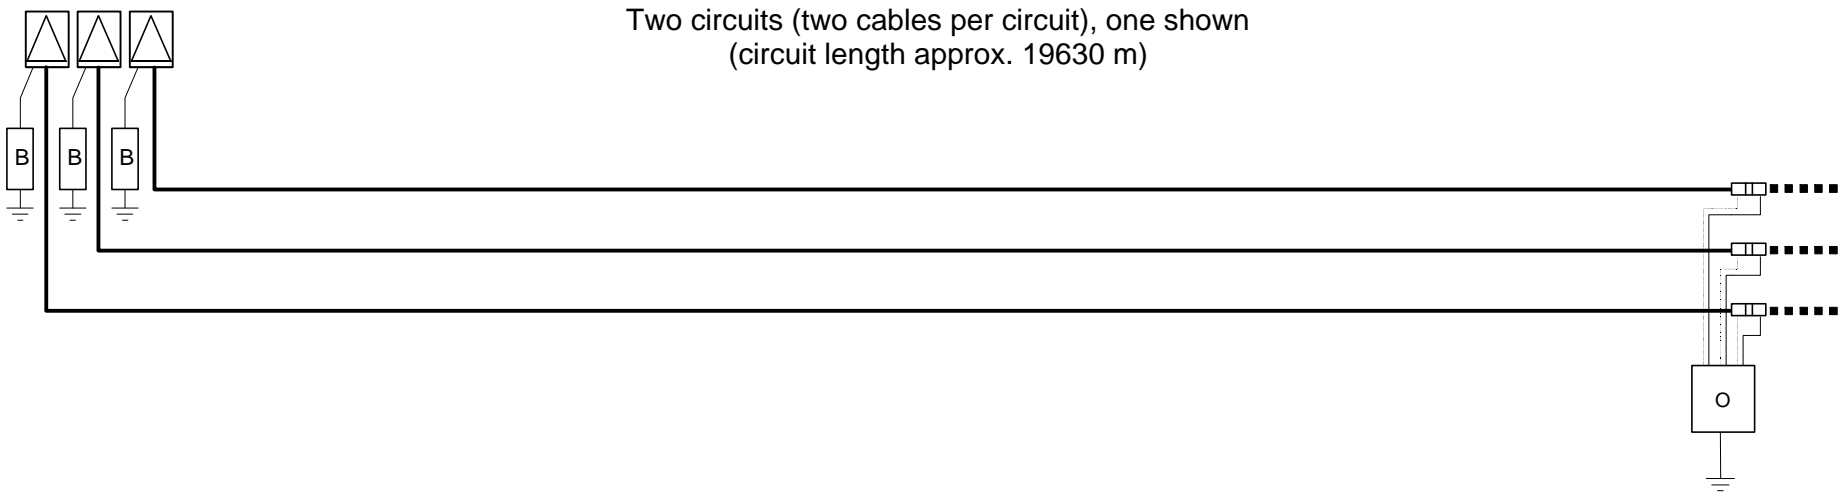 Two circuits (two cables per circuit), one shown
(circuit length approx. 19630 m)
B B B
O